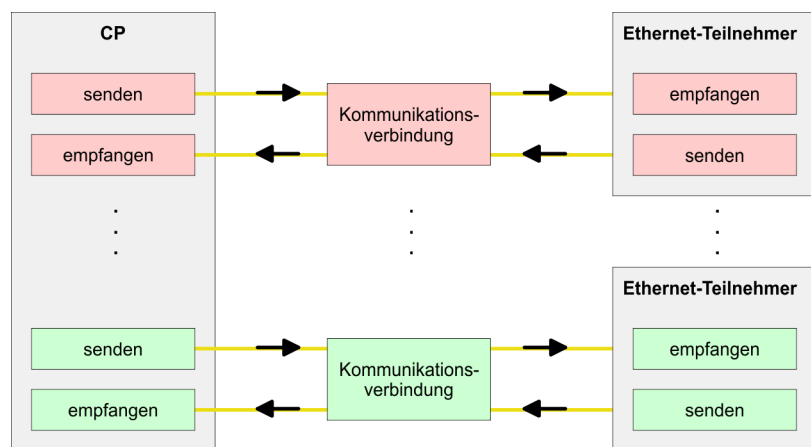 CP
Ethernet-Teilnehmer
senden
empfangen
Kommunikations-
verbindung
empfangen
senden
Ethernet-Teilnehmer
senden
empfangen
Kommunikations-
verbindung
empfangen
senden